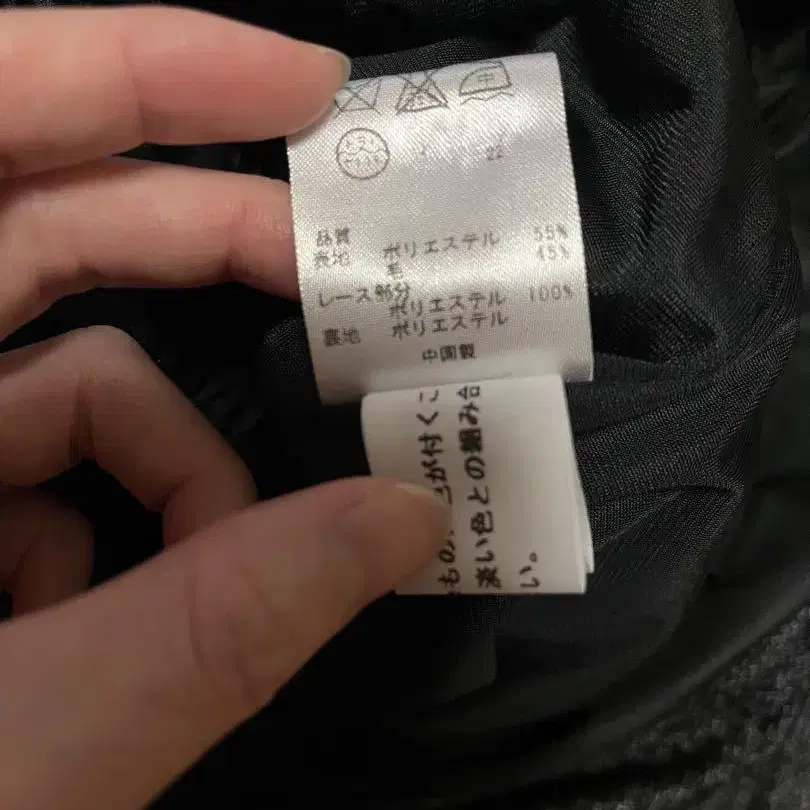 中
22
品質
表地 ポリエステル 55%
毛 45%
レース部分
ポリエステル 100%
裏地 ポリエステル
中国製
が付くこ
淡い色との組み合
い。